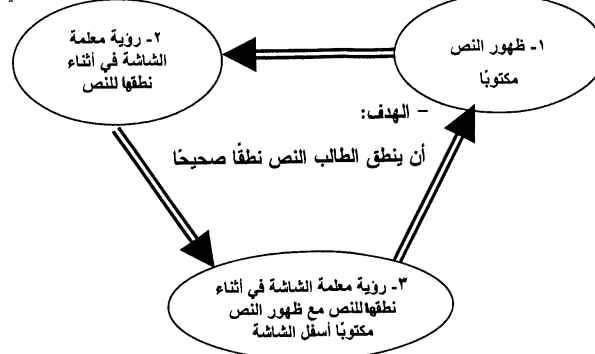 ١- ظهور النص
مكتوبًا
٢- رؤية معلمة
الشاشة في أثناء
نطقها للنص
– الهدف:
أن ينطق الطالب النص نطقًا صحيحًا
٣- رؤية معلمة الشاشة في أثناء
نطقها للنص مع ظهور النص
مكتوبًا أسفل الشاشة